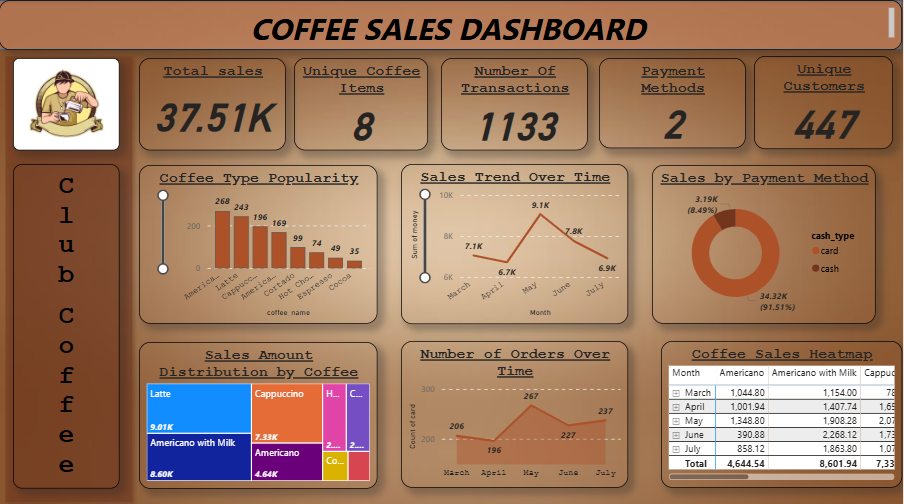 COFFEE SALES DASHBOARD
Total sales
37.51K
Unique Coffee
Items
8
Number Of
Transactions
1133
Payment
Methods
2
Unique
Customers
447
C
l
u
b
C
o
f
f
e
e
Coffee Type Popularity
268
243
196
169
99
74
49
35
200
0
America...
Latte
Cappucc...
America...
Cortado
Hot Cho...
Espresso
Cocoa
coffee_name
Sales Trend Over Time
Sum of money
10K
8K
6K
7.1K
6.7K
9.1K
7.8K
6.9K
March
April
May
June
July
Month
Sales by Payment Method
3.19K
(8.49%)
34.32K
(91.51%)
cash_type
card
cash
Sales Amount
Distribution by Coffee
Latte
9.01K
Americano with Milk
8.60K
Cappuccino
7.33K
Americano
4.64K
H...
2....
C...
2....
Co...
Number of Orders Over
Time
Count of card
300
200
206
196
267
227
237
March
April
May
June
July
Coffee Sales Heatmap
Month Americano Americano with Milk Cappuc
March 1,044.80 1,154.00 78
April 1,001.94 1,407.74 1,69
May 1,348.80 1,908.28 2,07
June 390.88 2,268.12 1,73
July 858.12 1,863.80 1,07
Total 4,644.54 8,601.94 7,33